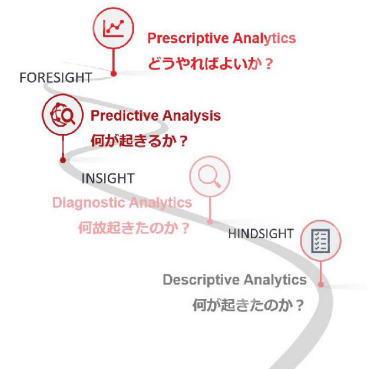 Prescriptive Analytics
どうやればよいか？
FORESIGHT
Predictive Analysis
何が起きるか？
INSIGHT
Diagnostic Analytics
何故起きたのか？
HINDSIGHT
Descriptive Analytics
何が起きたのか？